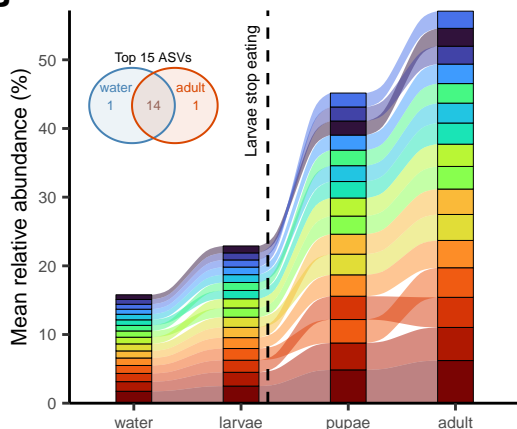 Mean relative abundance (%)
50
40
30
20
10
0
Top 15 ASVs
water
adult
1
14
1
Larvae stop eating
water
larvae
pupae
adult